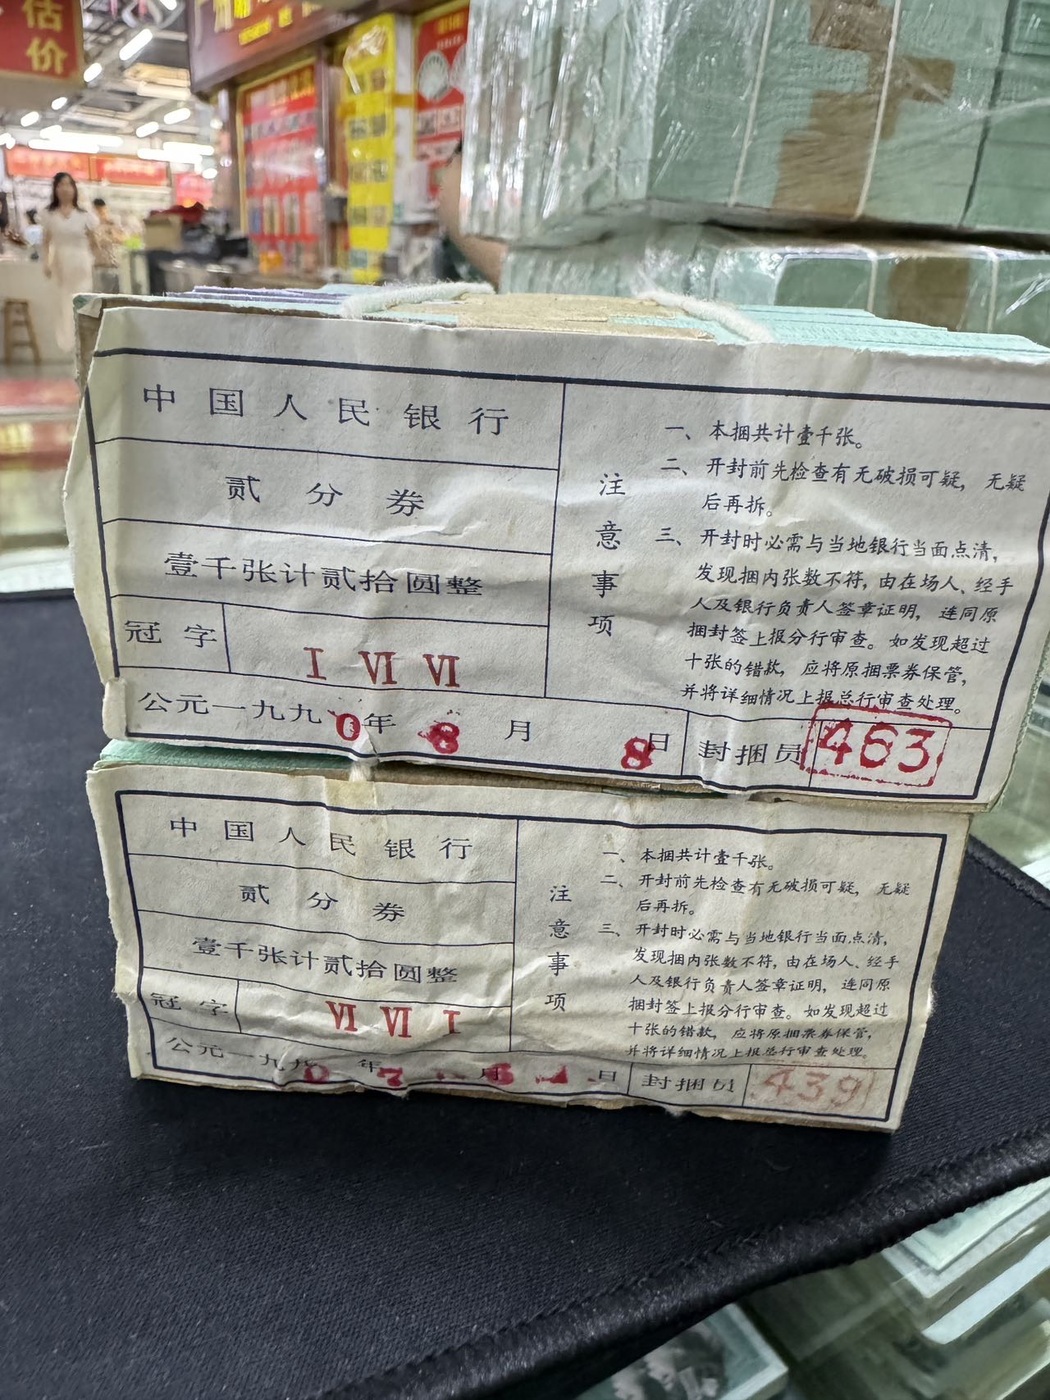 估
价
中国人民银行
贰分券
壹千张计贰拾圆整
冠字
I VI VI
公元一九九0年8月8日
注意事项
一、本捆共计壹千张。
二、开封前先检查有无破损可疑，无疑
后再拆。
三、开封时必需与当地银行当面点清，
发现捆内张数不符，由在场人、经手
人及银行负责人签章证明，连同原
捆封签上报分行审查。如发现超过
十张的错款，应将原捆票券保管，
并将详细情况上报总行审查处理。
封捆员 463
中国人民银行
贰分券
壹千张计贰拾圆整
冠字
VI VI I
公元一九九0年7月 日
注意事项
一、本捆共计壹千张。
二、开封前先检查有无破损可疑，无疑
后再拆。
三、开封时必需与当地银行当面点清，
发现捆内张数不符，由在场人、经手
人及银行负责人签章证明，连同原
捆封签上报分行审查。如发现超过
十张的错款，应将原捆票券保管，
并将详细情况上报总行审查处理。
封捆员 439